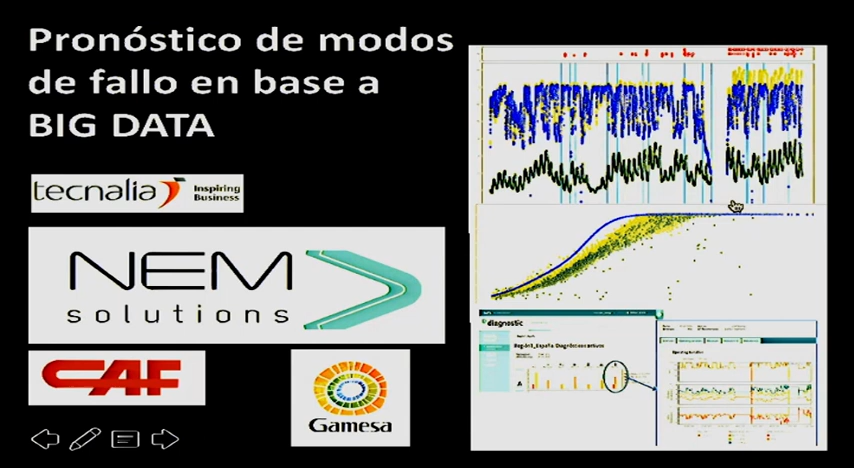 Pronóstico de modos
de fallo en base a
BIG DATA
tecnalia Inspiring
Business
NEM
solutions
CAF
Gamesa
diagnostic
A